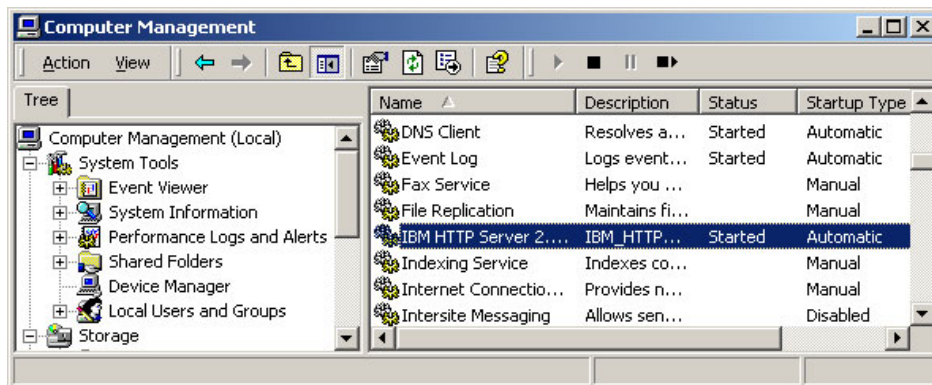 Computer Management
Action View
Tree
Computer Management (Local)
System Tools
Event Viewer
System Information
Performance Logs and Alerts
Shared Folders
Device Manager
Local Users and Groups
Storage
Name Description Status Startup Type
DNS Client Resolves a... Started Automatic
Event Log Logs event... Started Automatic
Fax Service Helps you ... Manual
File Replication Maintains fi... Manual
IBM HTTP Server 2.... IBM_HTTP... Started Automatic
Indexing Service Indexes co... Manual
Internet Connectio... Provides n... Manual
Intersite Messaging Allows sen... Disabled